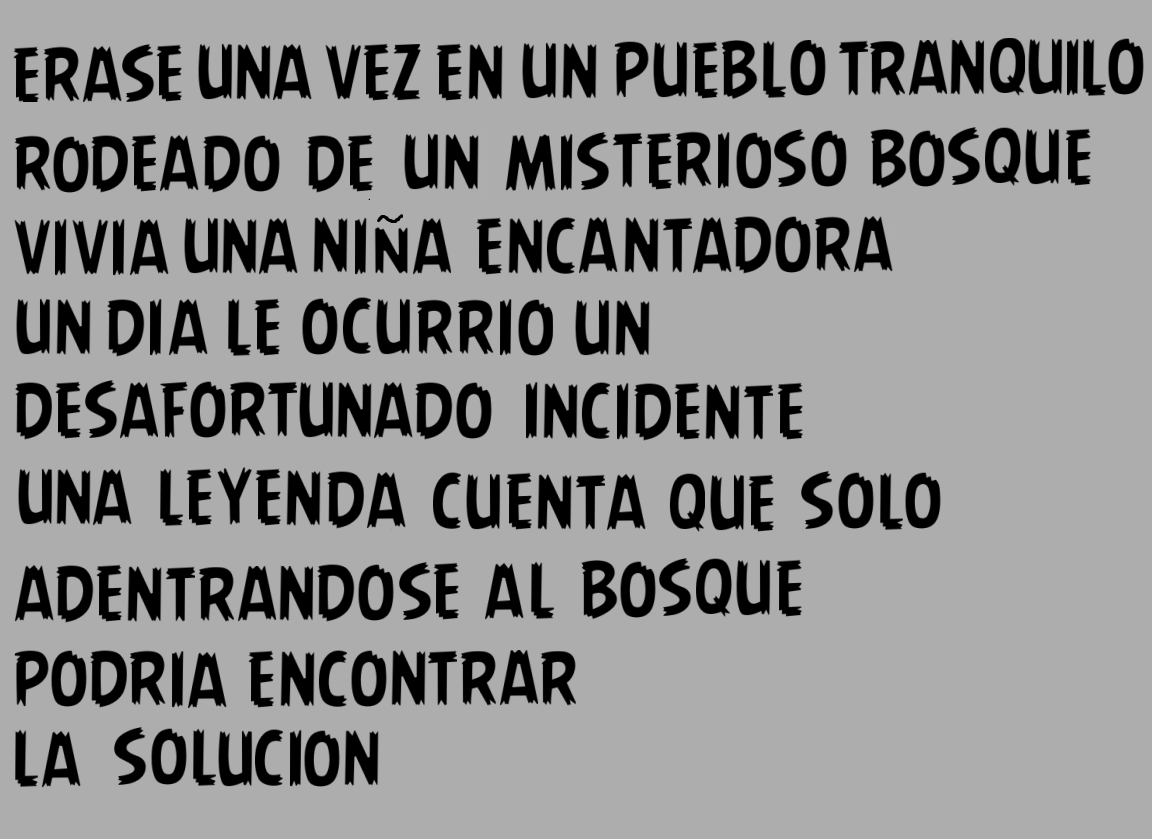 ERASE UNA VEZ EN UN PUEBLO TRANQUILO
RODEADO DE UN MISTERIOSO BOSQUE
VIVIA UNA NIÑA ENCANTADORA
UN DIA LE OCURRIO UN
DESAFORTUNADO INCIDENTE
UNA LEYENDA CUENTA QUE SOLO
ADENTRANDOSE AL BOSQUE
PODRIA ENCONTRAR
LA SOLUCION